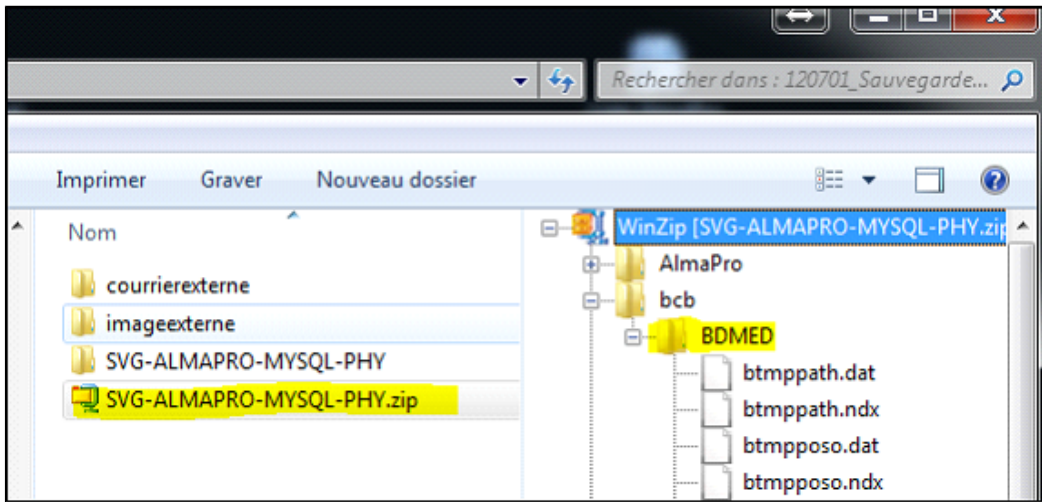 Rechercher dans : 120701_Sauvegarde...
Imprimer Graver Nouveau dossier
Nom
courrierexterne
imageexterne
SVG-ALMAPRO-MYSQL-PHY
SVG-ALMAPRO-MYSQL-PHY.zip
WinZip [SVG-ALMAPRO-MYSQL-PHY.zip
AlmaPro
bcb
BDMED
btmppath.dat
btmppath.ndx
btmpposo.dat
btmpposo.ndx